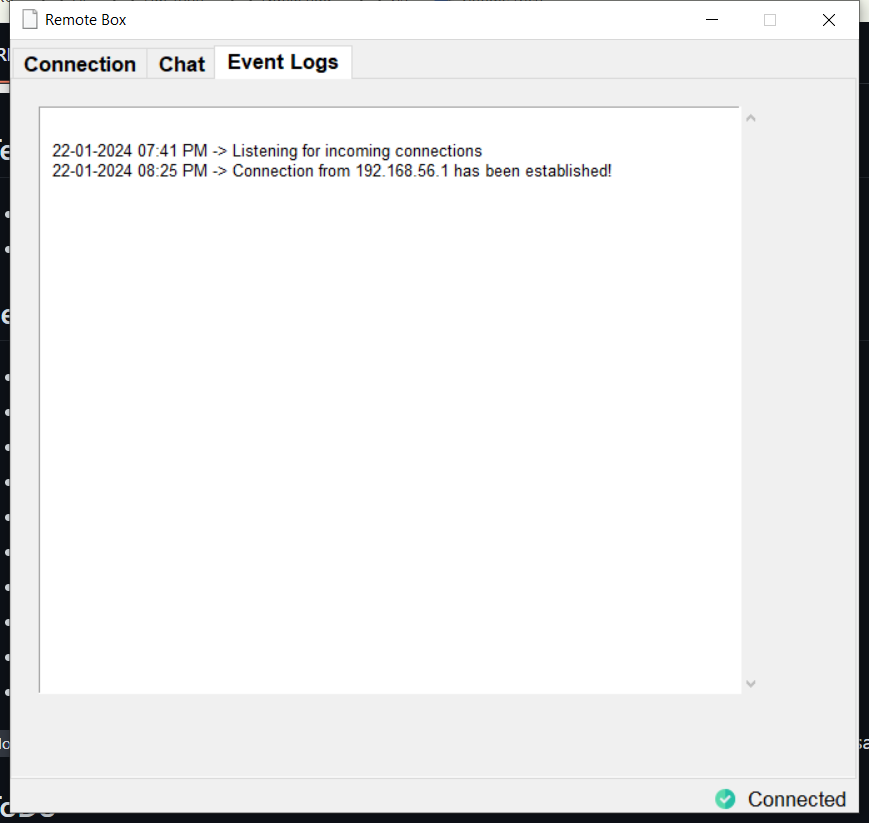 Remote Box
Connection Chat Event Logs
22-01-2024 07:41 PM -> Listening for incoming connections
22-01-2024 08:25 PM -> Connection from 192.168.56.1 has been established!
Connected